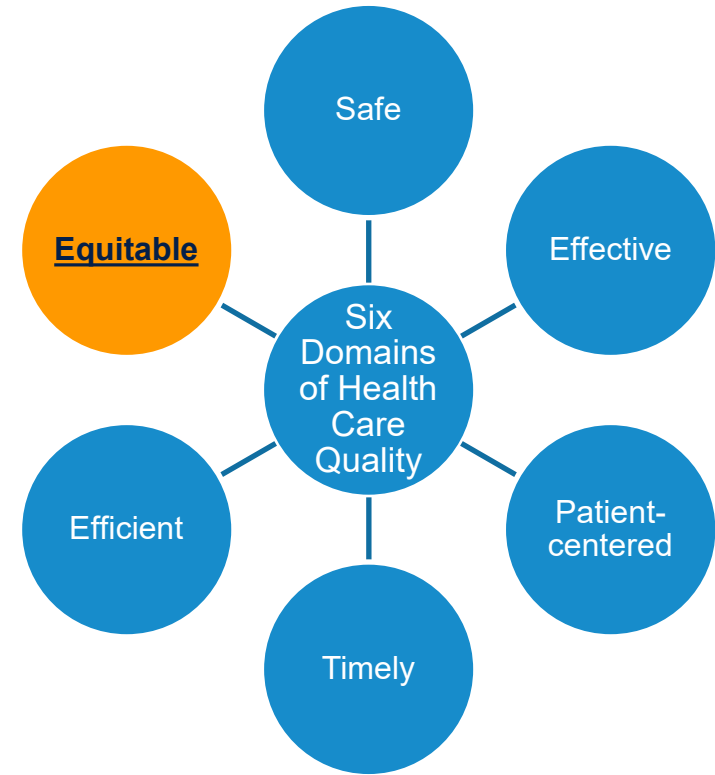 Safe
Effective
Patient-
centered
Timely
Efficient
Equitable
Six
Domains
of Health
Care
Quality